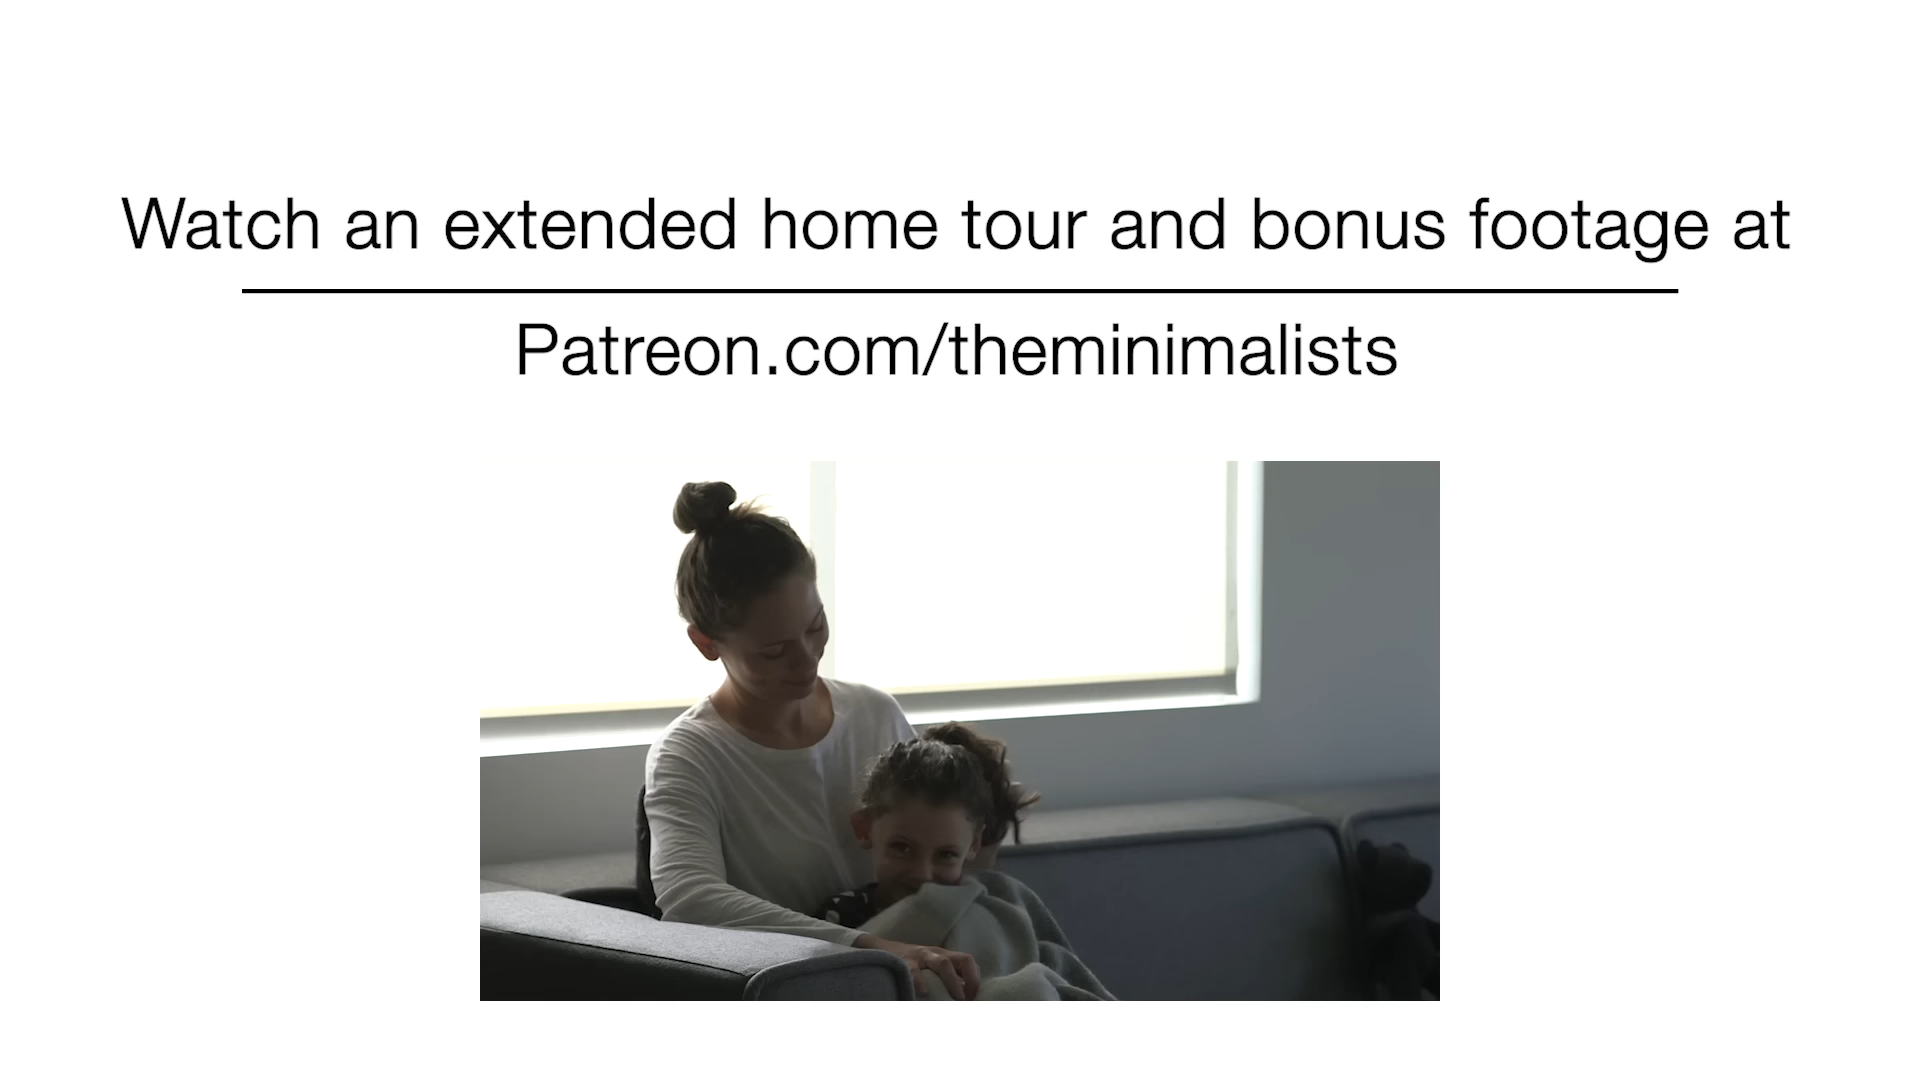 Watch an extended home tour and bonus footage at
Patreon.com/theminimalists